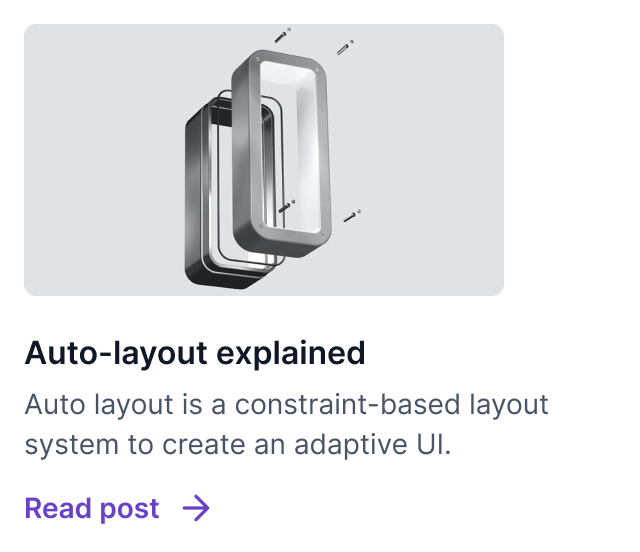 Auto-layout explained
Auto layout is a constraint-based layout
system to create an adaptive UI.
Read post